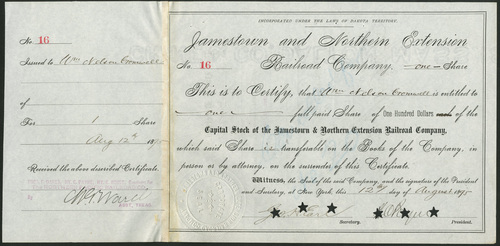 No 16
Issued to Wm Nelson Cromwell
of
For 1 Share
Aug 12th 1895
Received the above described Certificate.
ASST. TREAS.
INCORPORATED UNDER THE LAWS OF DAKOTA TERRITORY.
Jamestown and Northern Extension
No 16 Railroad Company one Share
This is to Certify, that Wm Nelson Cromwell is entitled to
one full paid Share of One Hundred Dollars each of the
Capital Stock of the Jamestown & Northern Extension Railroad Company,
which said Share is transferable on the Books of the Company, in
person or by attorney, on the surrender of this Certificate.
Witness, the Seal of the said Company, and the signatures of the President
and Secretary, at New York this 12th day of August 1895
Secretary. President.